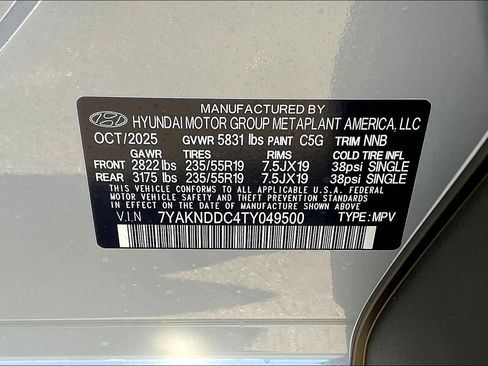 MANUFACTURED BY
HYUNDAI MOTOR GROUP METAPLANT AMERICA, LLC
OCT/2025 GVWR 5831 lbs PAINT C5G TRIM NNB
GAWR TIRES RIMS COLD TIRE INFL
FRONT 2822 lbs 235/55R19 7.5JX19 38psi SINGLE
REAR 3175 lbs 235/55R19 7.5JX19 38psi SINGLE
THIS VEHICLE CONFORMS TO ALL APPLICABLE U.S.A. FEDERAL
MOTOR VEHICLE SAFETY AND THEFT PREVENTION STANDARDS
IN EFFECT ON THE DATE OF MANUFACTURE SHOWN ABOVE.
V.I.N 7YAKNDDC4TY049500 TYPE: MPV